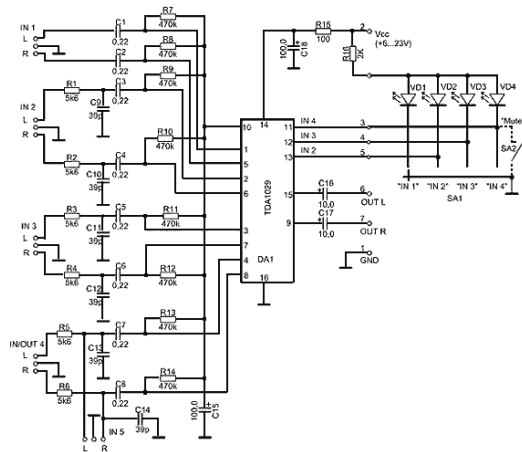 IN 1
L
R
C1
0,22
C2
0,22
R7
470k
R8
470k
R9
470k
IN 2
L
R
R1
5k6
C3
0,22
C9
39p
R2
5k6
C4
0,22
C10
39p
R10
470k
IN 3
L
R
R3
5k6
C5
0,22
C11
39p
R4
5k6
C6
0,22
C12
39p
R11
470k
R12
470k
IN/OUT 4
L
R
R5
5k6
C7
0,22
C13
39p
R6
5k6
C8
0,22
C14
39p
R13
470k
R14
470k
100,0
C15
IN 5
L
R
10
1
5
2
6
3
7
4
8
14
11
12
13
15
9
16
TDA1029
DA1
100,0
C18
R15
100
R16
2K
2
Vcc
(+6...23V)
VD1
VD2
VD3
VD4
IN 4
3
IN 3
4
IN 2
5
"Mute
SA2
"IN 1"
"IN 2"
"IN 3"
"IN 4"
SA1
C16
10,0
6
OUT L
C17
10,0
7
OUT R
1
GND